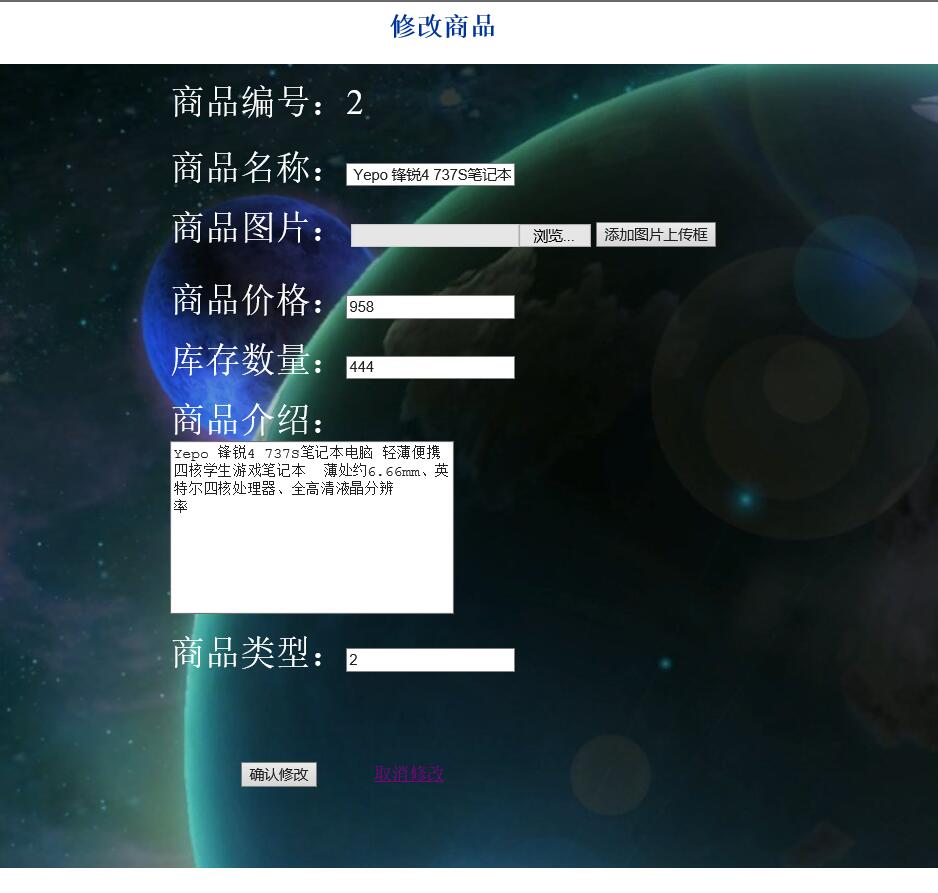 修改商品
商品编号：2
商品名称： Yepo 锋锐4 737S笔记本
商品图片： 浏览... 添加图片上传框
商品价格：958
库存数量：444
商品介绍：
Yepo 锋锐4 737S笔记本电脑 轻薄便携
四核学生游戏笔记本  薄处约6.66mm、英
特尔四核处理器、全高清液晶分辨
率
商品类型：2
确认修改 取消修改